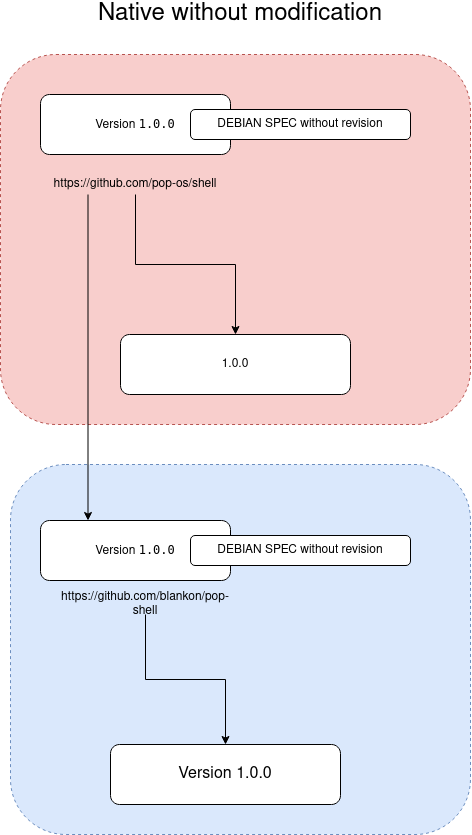 Native without modification
Version 1.0.0
DEBIAN SPEC without revision
https://github.com/pop-os/shell
1.0.0
Version 1.0.0
DEBIAN SPEC without revision
https://github.com/blankon/pop-
shell
Version 1.0.0